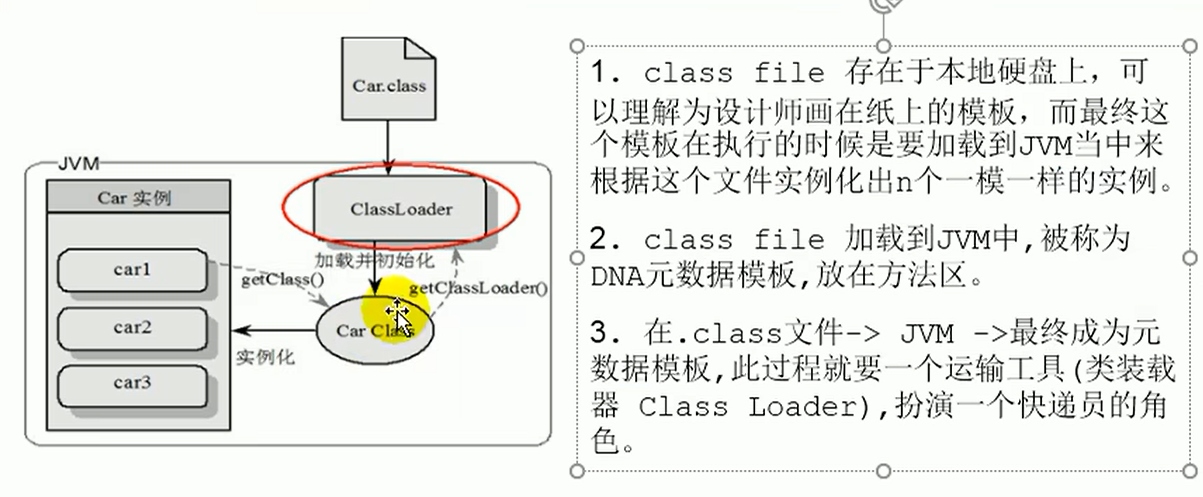 Car.class
JVM
Car 实例
ClassLoader
car1
加载并初始化
getClass()
getClassLoader()
car2
Car Class
实例化
car3
1. class file 存在于本地硬盘上，可
以理解为设计师画在纸上的模板，而最终这
个模板在执行的时候是要加载到JVM当中来
根据这个文件实例化出n个一模一样的实例。
2. class file 加载到JVM中,被称为
DNA元数据模板,放在方法区。
3. 在.class文件-> JVM ->最终成为元
数据模板,此过程就要一个运输工具(类装载
器 Class Loader),扮演一个快递员的角
色。